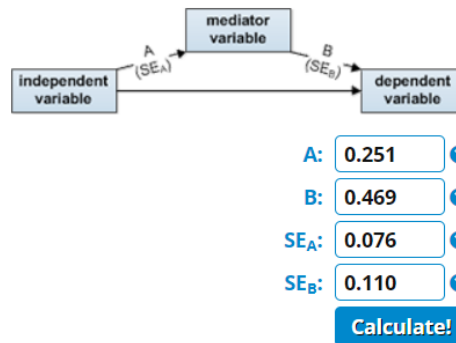 mediator
variable
A
(SEA)
B
(SEB)
independent
variable
dependent
variable
A: 0.251
B: 0.469
SEA: 0.076
SEB: 0.110
Calculate!